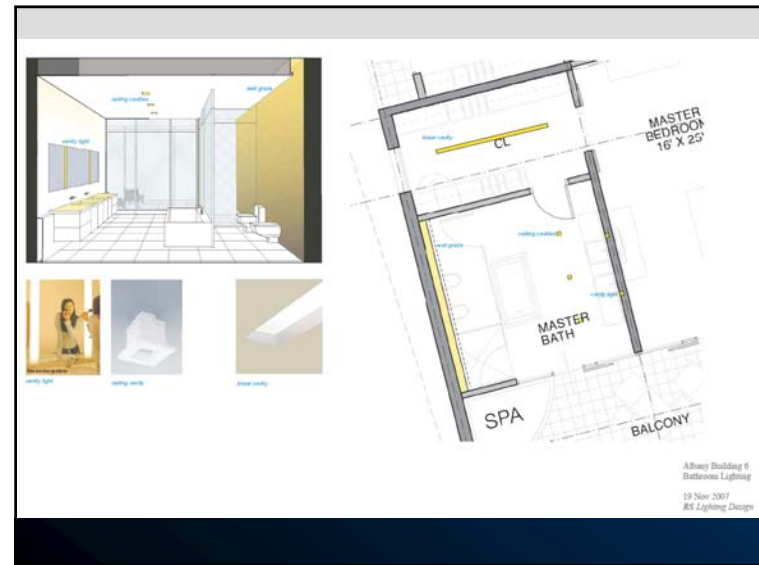 wall graze
ceiling cavities
vanity light
vanity light
ceiling cavity
linear cavity
linear cavity
CL
MASTER
BEDROOM
16' X 25'
wall graze
ceiling cavities
vanity light
MASTER
BATH
SPA
BALCONY
Albany Building 6
Bathroom Lighting
19 Nov 2007
RS Lighting Design